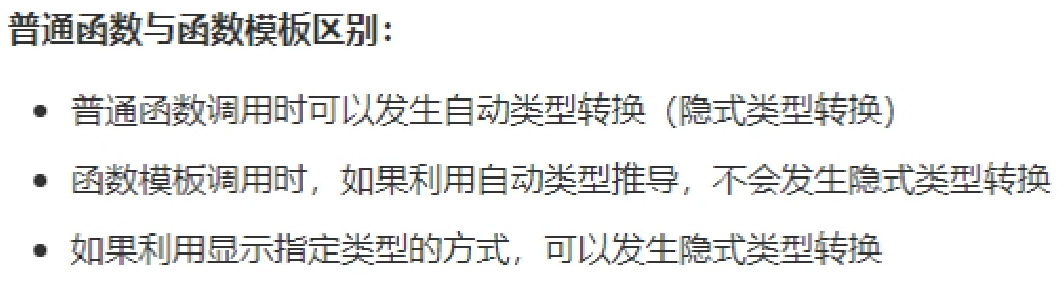 普通函数与函数模板区别：
• 普通函数调用时可以发生自动类型转换（隐式类型转换）
• 函数模板调用时，如果利用自动类型推导，不会发生隐式类型转换
• 如果利用显示指定类型的方式，可以发生隐式类型转换